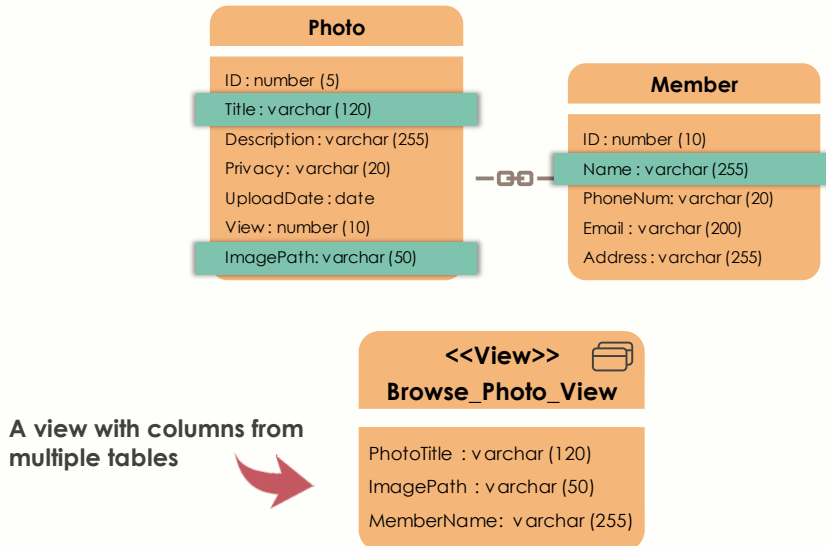 Photo
ID : number (5)
Title : varchar (120)
Description : varchar (255)
Privacy : varchar (20)
UploadDate : date
View : number (10)
ImagePath: varchar (50)
Member
ID : number (10)
Name : varchar (255)
PhoneNum: varchar (20)
Email : varchar (200)
Address : varchar (255)
<<View>>
Browse_Photo_View
PhotoTitle : varchar (120)
ImagePath : varchar (50)
MemberName: varchar (255)
A view with columns from
multiple tables